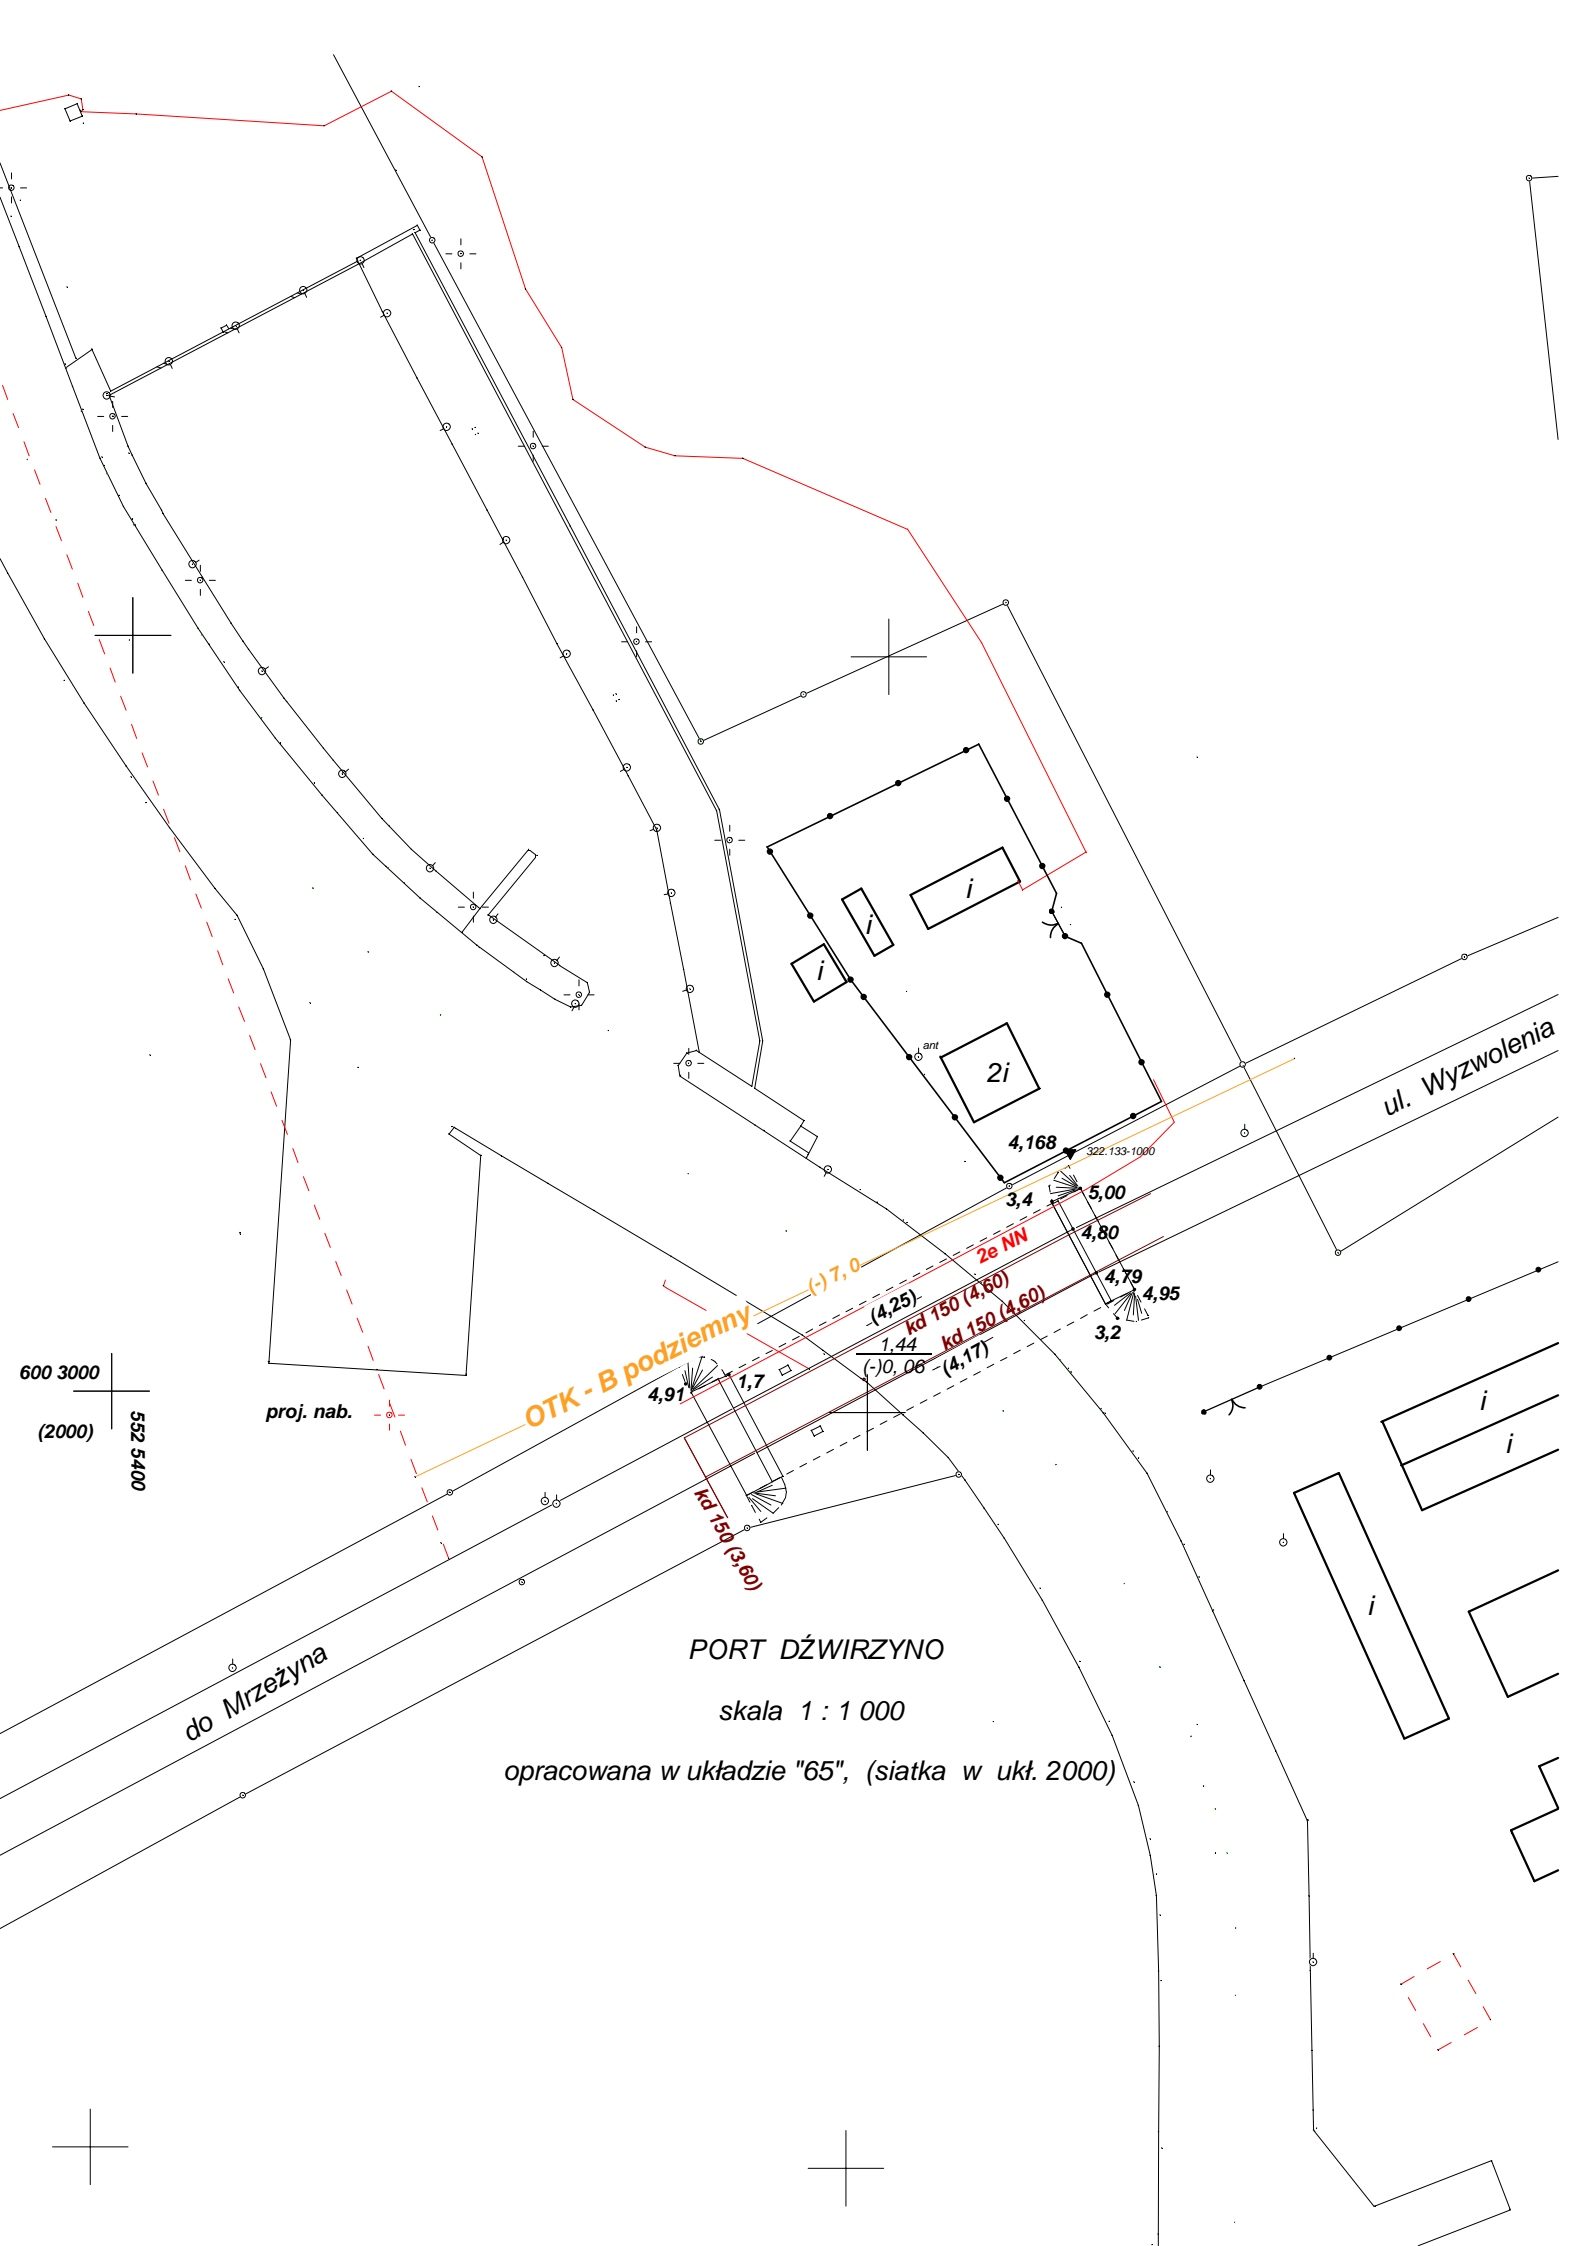 i
i
i
ant
2i
ul. Wyzwolenia
4,168
322.133-1000
3,4
5,00
4,80
2e NN
(-) 7, 0
4,79
4,95
(4,25)
kd 150 (4,60)
kd 150 (4,60)
3,2
1,44
(-)0, 06
(4,17)
OTK - B podziemny
600 3000
4,91
1,7
(2000)
552 5400
proj. nab.
i
i
kd 150 (3,60)
i
do Mrzeżyna
PORT DŹWIRZYNO
skala 1 : 1 000
opracowana w układzie "65", (siatka w ukł. 2000)